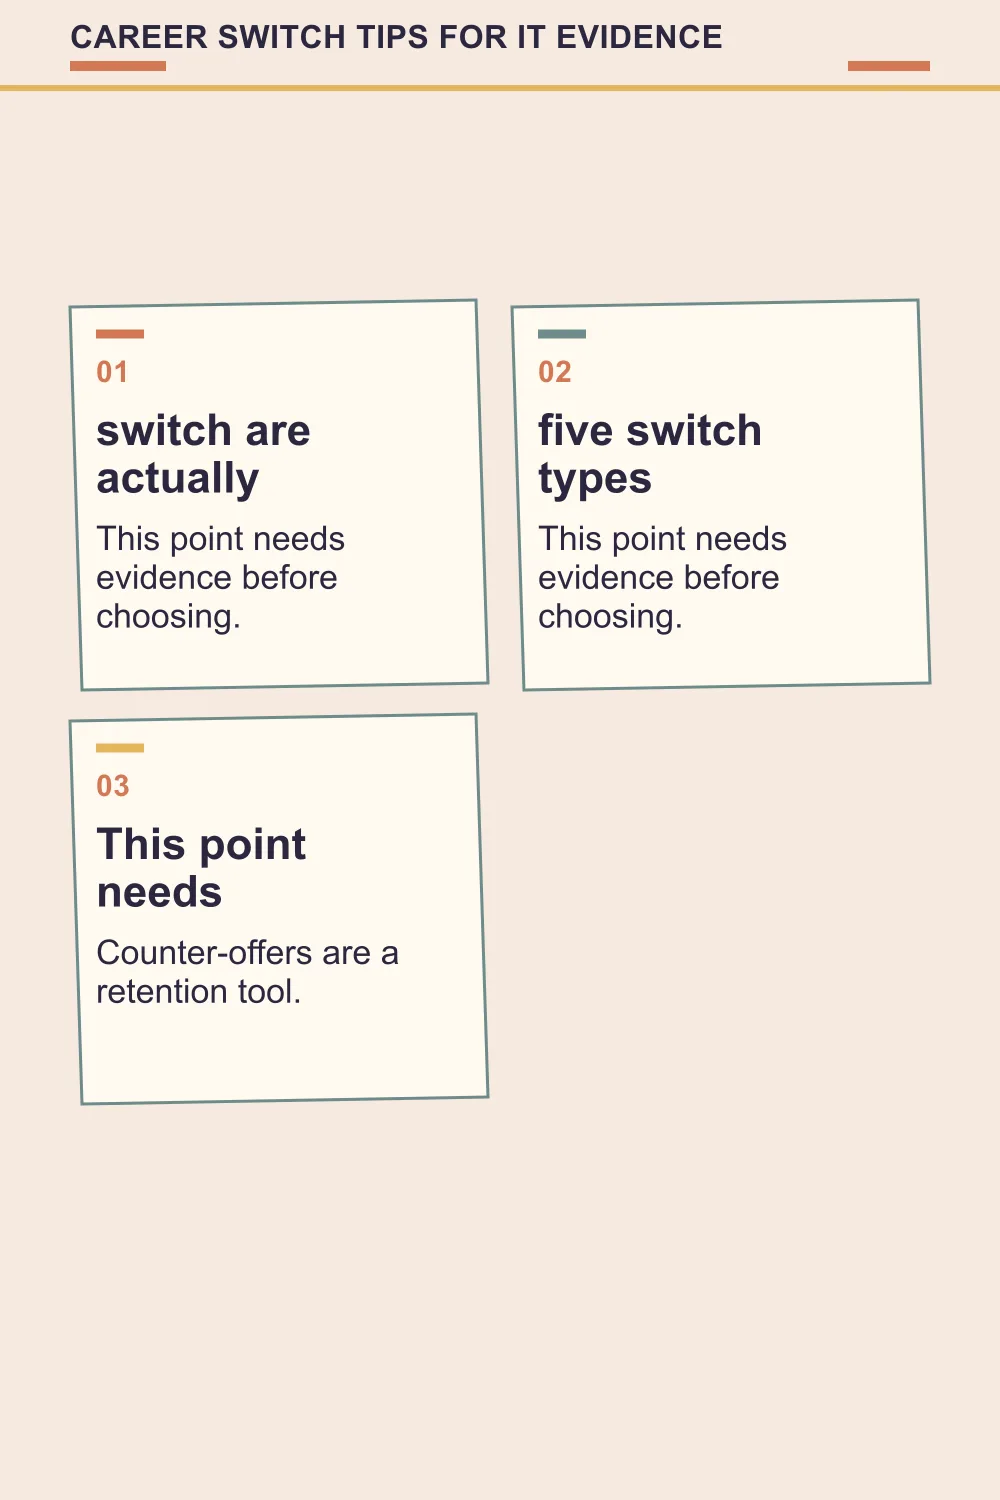 CAREER SWITCH TIPS FOR IT EVIDENCE
01
switch are
actually
This point needs
evidence before
choosing.
02
five switch
types
This point needs
evidence before
choosing.
03
This point
needs
Counter-offers are a
retention tool.